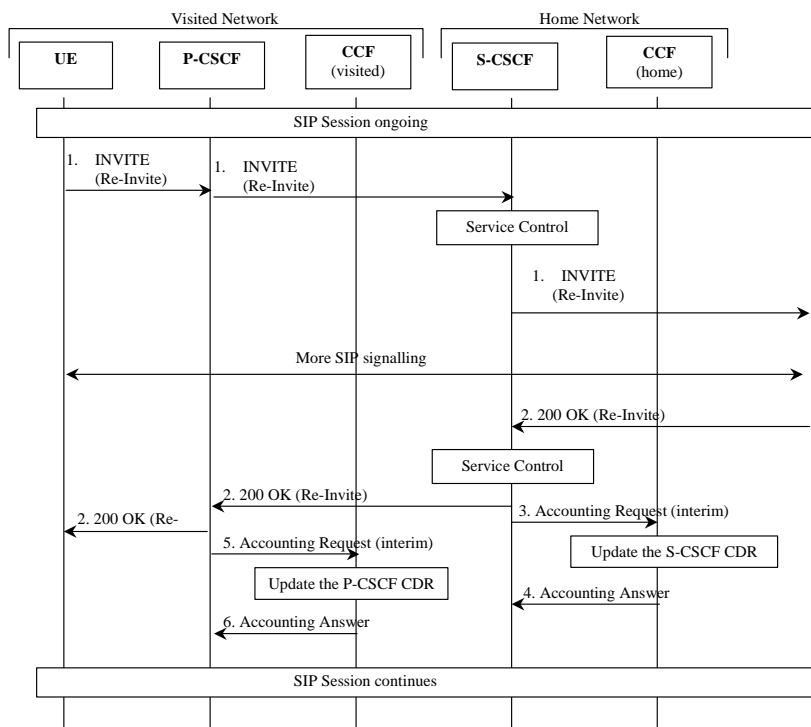 Visited Network
Home Network
UE
P-CSCF
CCF
(visited)
S-CSCF
CCF
(home)
SIP Session ongoing
1. INVITE
(Re-Invite)
1. INVITE
(Re-Invite)
Service Control
1. INVITE
(Re-Invite)
More SIP signalling
2. 200 OK (Re-Invite)
Service Control
2. 200 OK (Re-Invite)
3. Accounting Request (interim)
2. 200 OK (Re-
5. Accounting Request (interim)
Update the S-CSCF CDR
Update the P-CSCF CDR
4. Accounting Answer
6. Accounting Answer
SIP Session continues